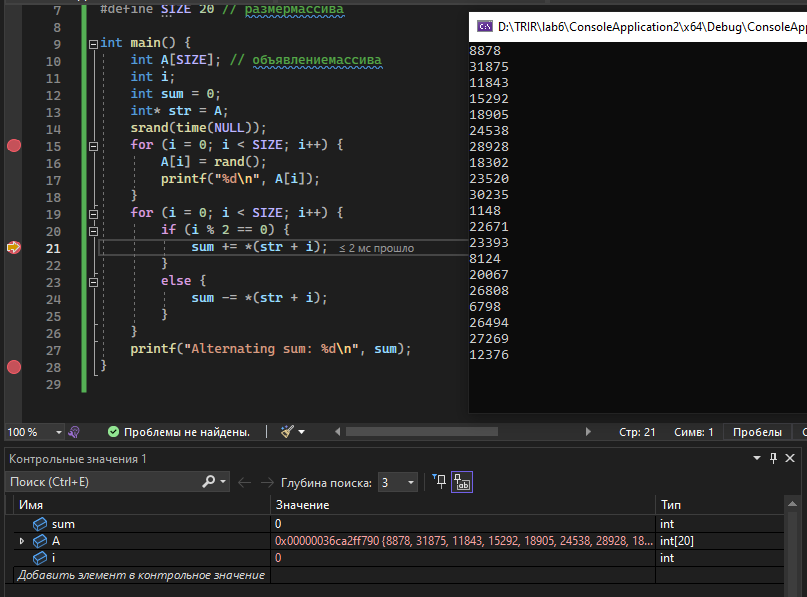 7 #define SIZE 20 // размермассива
8
9 int main() {
10 int A[SIZE]; // объявлениемассива
11 int i;
12 int sum = 0;
13 int* str = A;
14 srand(time(NULL));
15 for (i = 0; i < SIZE; i++) {
16 A[i] = rand();
17 printf("%d\n", A[i]);
18 }
19 for (i = 0; i < SIZE; i++) {
20 if (i % 2 == 0) {
21 sum += *(str + i); ≤ 2 мс прошло
22 }
23 else {
24 sum -= *(str + i);
25 }
26 }
27 printf("Alternating sum: %d\n", sum);
28 }
29
D:\TRIR\lab6\ConsoleApplication2\x64\Debug\ConsoleApp
8878
31875
11843
15292
18905
24538
28928
18302
23520
30235
1148
22671
23393
8124
20067
26808
6798
26494
27269
12376
100 % Проблемы не найдены. Стр: 21 Симв: 1 Пробелы
Контрольные значения 1
Поиск (Ctrl+E) Глубина поиска: 3
Имя Значение Тип
sum 0 int
A 0x00000036ca2ff790 {8878, 31875, 11843, 15292, 18905, 24538, 28928, 18... int[20]
i 0 int
Добавить элемент в контрольное значение